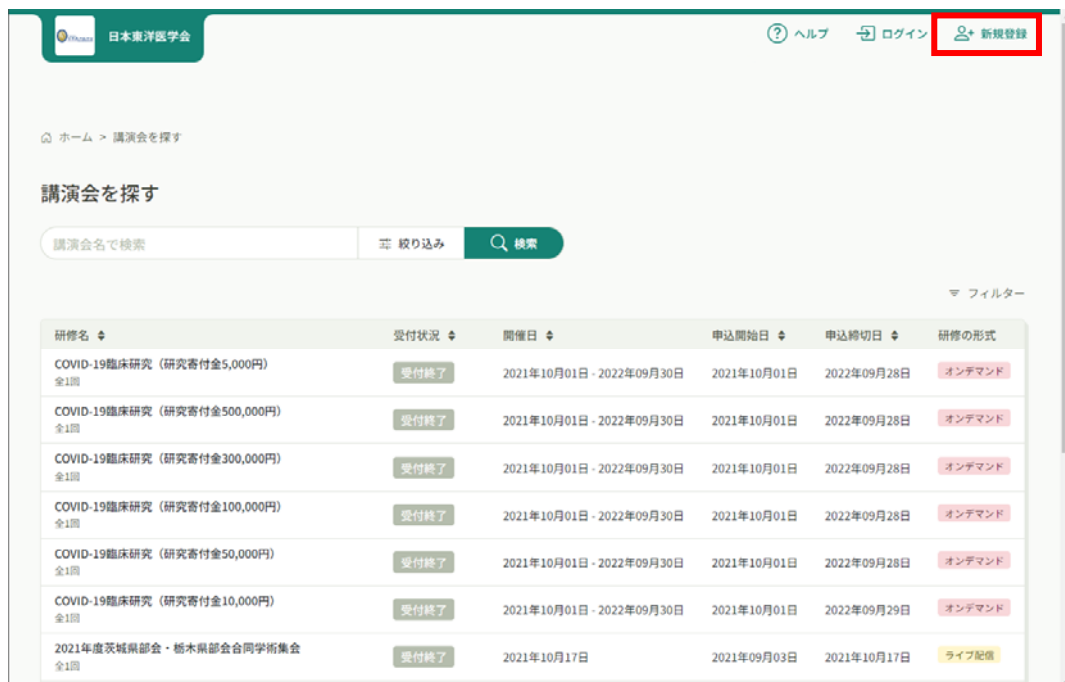 日本東洋医学会
ヘルプ ログイン 新規登録
ホーム > 講演会を探す
講演会を探す
講演会名で検索 絞り込み 検索
フィルター
研修名 受付状況 開催日 申込開始日 申込締切日 研修の形式
COVID-19臨床研究（研究寄付金5,000円）
全1回
受付終了 2021年10月01日 - 2022年09月30日 2021年10月01日 2022年09月28日 オンデマンド
COVID-19臨床研究（研究寄付金500,000円）
全1回
受付終了 2021年10月01日 - 2022年09月30日 2021年10月01日 2022年09月28日 オンデマンド
COVID-19臨床研究（研究寄付金300,000円）
全1回
受付終了 2021年10月01日 - 2022年09月30日 2021年10月01日 2022年09月28日 オンデマンド
COVID-19臨床研究（研究寄付金100,000円）
全1回
受付終了 2021年10月01日 - 2022年09月30日 2021年10月01日 2022年09月28日 オンデマンド
COVID-19臨床研究（研究寄付金50,000円）
全1回
受付終了 2021年10月01日 - 2022年09月30日 2021年10月01日 2022年09月28日 オンデマンド
COVID-19臨床研究（研究寄付金10,000円）
全1回
受付終了 2021年10月01日 - 2022年09月30日 2021年10月01日 2022年09月29日 オンデマンド
2021年度茨城県部会・栃木県部会合同学術集会
全1回
受付終了 2021年10月17日 2021年09月03日 2021年10月17日 ライブ配信